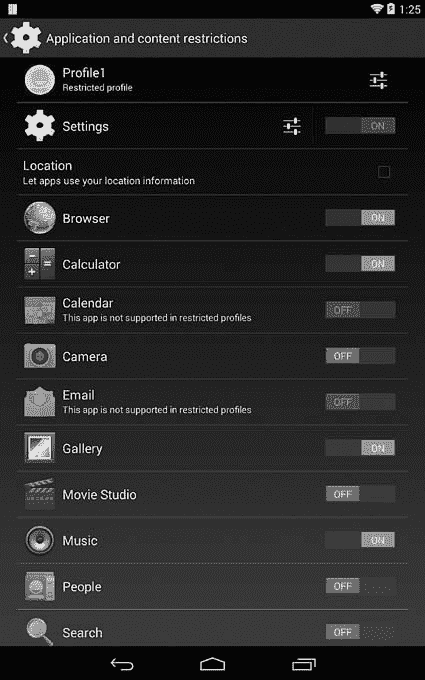 1:25
Application and content restrictions
Profile1
Restricted profile
Settings
ON
Location
Let apps use your location information
Browser
ON
Calculator
ON
Calendar
This app is not supported in restricted profiles
OFF
Camera
OFF
Email
This app is not supported in restricted profiles
OFF
Gallery
ON
Movie Studio
OFF
Music
ON
People
OFF
Search
OFF